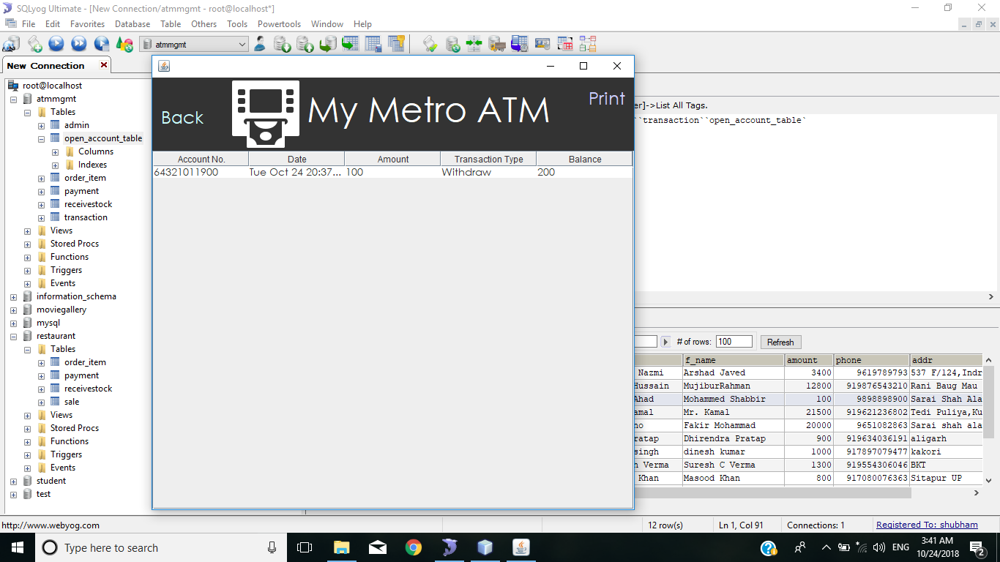 SQLyog Ultimate - [New Connection/atmmgmt - root@localhost*]
File Edit Favorites Database Table Others Tools Powertools Window Help
atmmgmt
New Connection
root@localhost
atmmgmt
Tables
admin
open_account_table
Columns
Indexes
order_item
payment
receivestock
transaction
Views
Stored Procs
Functions
Triggers
Events
information_schema
moviegallery
mysql
restaurant
Tables
order_item
payment
receivestock
sale
Views
Stored Procs
Functions
Triggers
Events
student
test
Back
My Metro ATM
Print
Account No. Date Amount Transaction Type Balance
64321011900 Tue Oct 24 20:37... 100 Withdraw 200
er]->List All Tags.
`transaction``open_account_table`
# of rows: 100 Refresh
f_name amount phone addr
Nazmi Arshad Javed 3400 9619789793 537 F/124,Indr
Hussain MujiburRahman 12800 919876543210 Rani Baug Mau
Ahad Mohammed Shabbir 100 9898898900 Sarai Shah Ala
amal Mr. Kamal 21500 919621236802 Tedi Puliya,Ku
no Fakir Mohammad 20000 9651082863 Sarai shah ala
ratap Dhirendra Pratap 900 919634036191 aligarh
singh dinesh kumar 1000 917897079477 kakori
n Verma Suresh C Verma 1300 919554306046 BKT
Khan Masood Khan 800 917080076363 Sitapur UP
http://www.webyog.com 12 row(s) Ln 1, Col 91 Connections: 1 Registered To: shubham
Type here to search
ENG
3:41 AM
10/24/2018
2